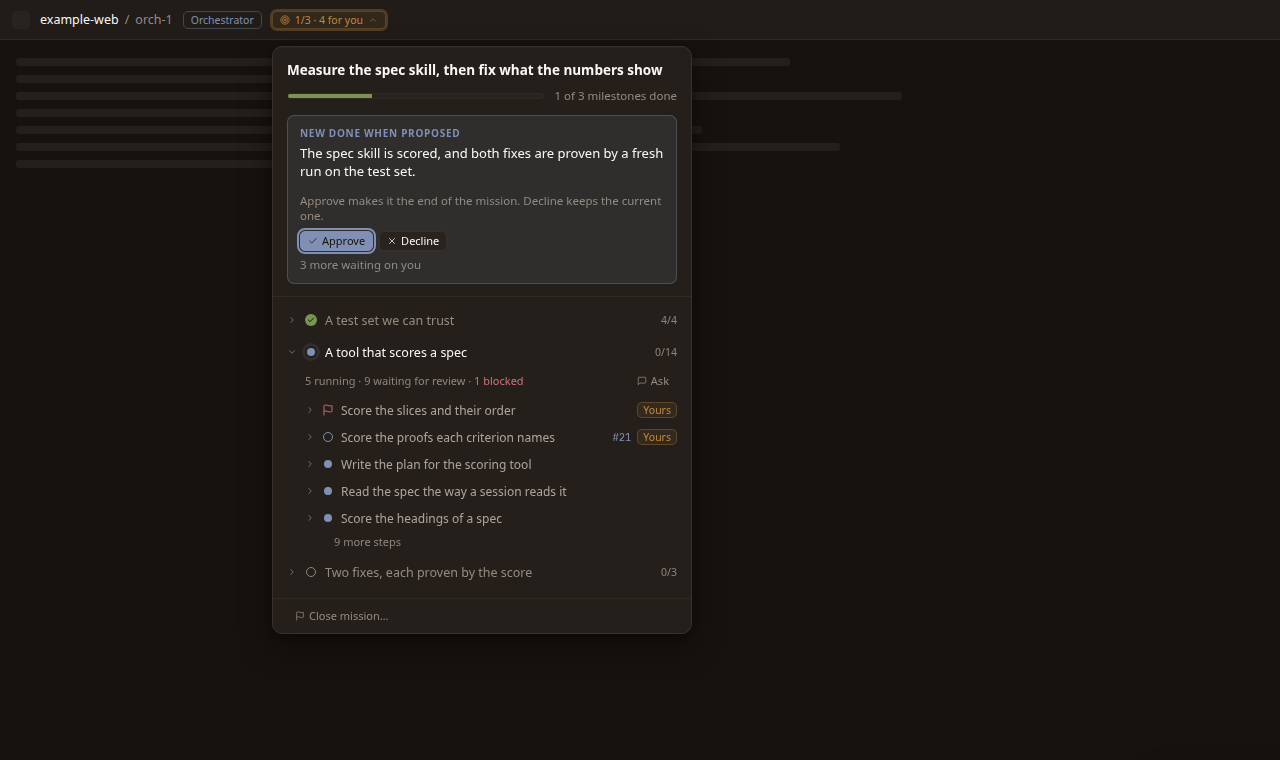 example-web / orch-1 Orchestrator 1/3 · 4 for you
Measure the spec skill, then fix what the numbers show
1 of 3 milestones done
NEW DONE WHEN PROPOSED
The spec skill is scored, and both fixes are proven by a fresh
run on the test set.
Approve makes it the end of the mission. Decline keeps the current
one.
Approve Decline
3 more waiting on you
A test set we can trust 4/4
A tool that scores a spec 0/14
5 running · 9 waiting for review · 1 blocked Ask
Score the slices and their order Yours
Score the proofs each criterion names #21 Yours
Write the plan for the scoring tool
Read the spec the way a session reads it
Score the headings of a spec
9 more steps
Two fixes, each proven by the score 0/3
Close mission...